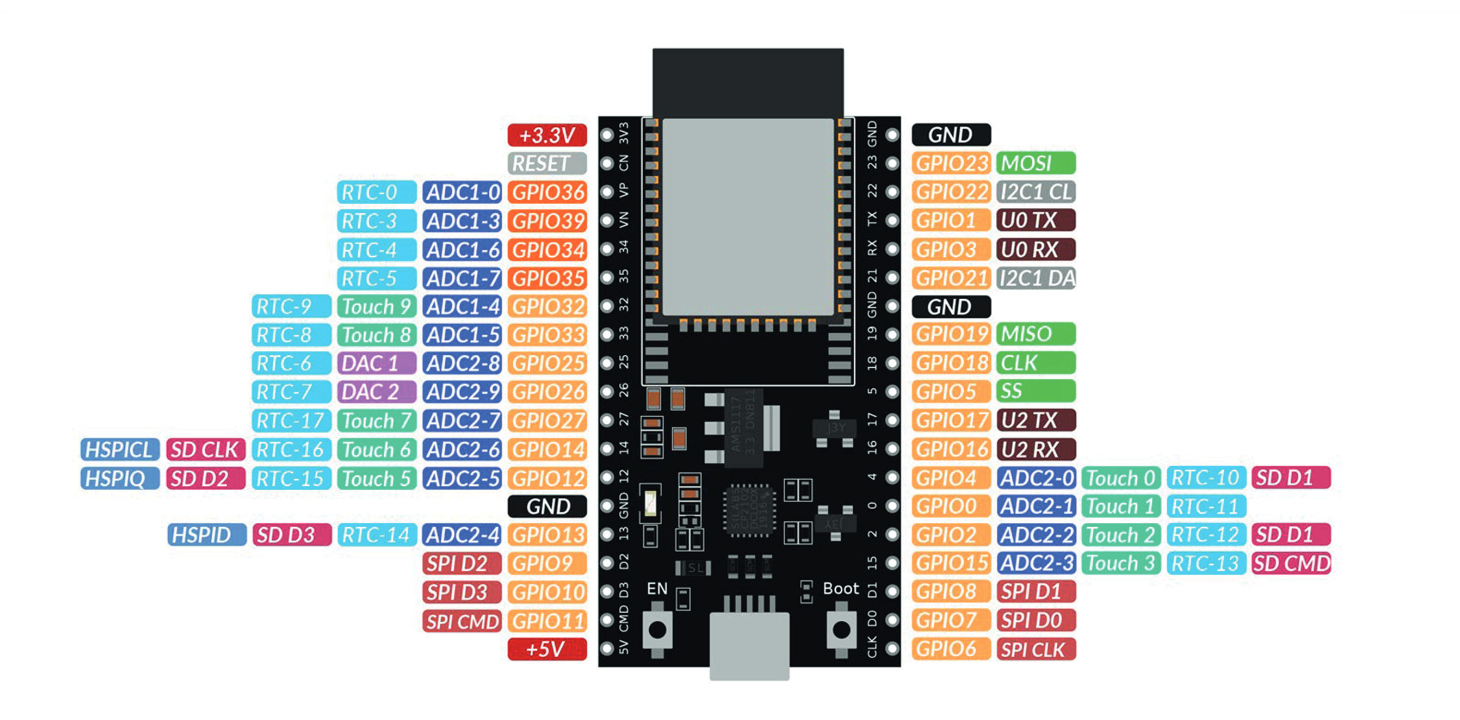 +3.3V 3V3 GND GND
RESET CN 23 GPIO23 MOSI
RTC-0 ADC1-0 GPIO36 VP 22 GPIO22 I2C1 CL
RTC-3 ADC1-3 GPIO39 VN TX GPIO1 U0 TX
RTC-4 ADC1-6 GPIO34 34 RX GPIO3 U0 RX
RTC-5 ADC1-7 GPIO35 35 21 GPIO21 I2C1 DA
RTC-9 Touch 9 ADC1-4 GPIO32 32 GND GND
RTC-8 Touch 8 ADC1-5 GPIO33 33 19 GPIO19 MISO
RTC-6 DAC 1 ADC2-8 GPIO25 25 18 GPIO18 CLK
RTC-7 DAC 2 ADC2-9 GPIO26 26 5 GPIO5 SS
RTC-17 Touch 7 ADC2-7 GPIO27 27 17 GPIO17 U2 TX
AMS1117
3.3 DN811
J3Y
HSPICL SD CLK RTC-16 Touch 6 ADC2-6 GPIO14 14 16 GPIO16 U2 RX
HSPIQ SD D2 RTC-15 Touch 5 ADC2-5 GPIO12 12 4 GPIO4 ADC2-0 Touch 0 RTC-10 SD D1
GND GND 0 GPIO0 ADC2-1 Touch 1 RTC-11
SILABS
CP2102
HSPID SD D3 RTC-14 ADC2-4 GPIO13 13 2 GPIO2 ADC2-2 Touch 2 RTC-12 SD D1
SPI D2 GPIO9 D2 SL 15 GPIO15 ADC2-3 Touch 3 RTC-13 SD CMD
EN Boot
SPI D3 GPIO10 D3 D1 GPIO8 SPI D1
SPI CMD GPIO11 CMD D0 GPIO7 SPI D0
+5V 5V CLK GPIO6 SPI CLK